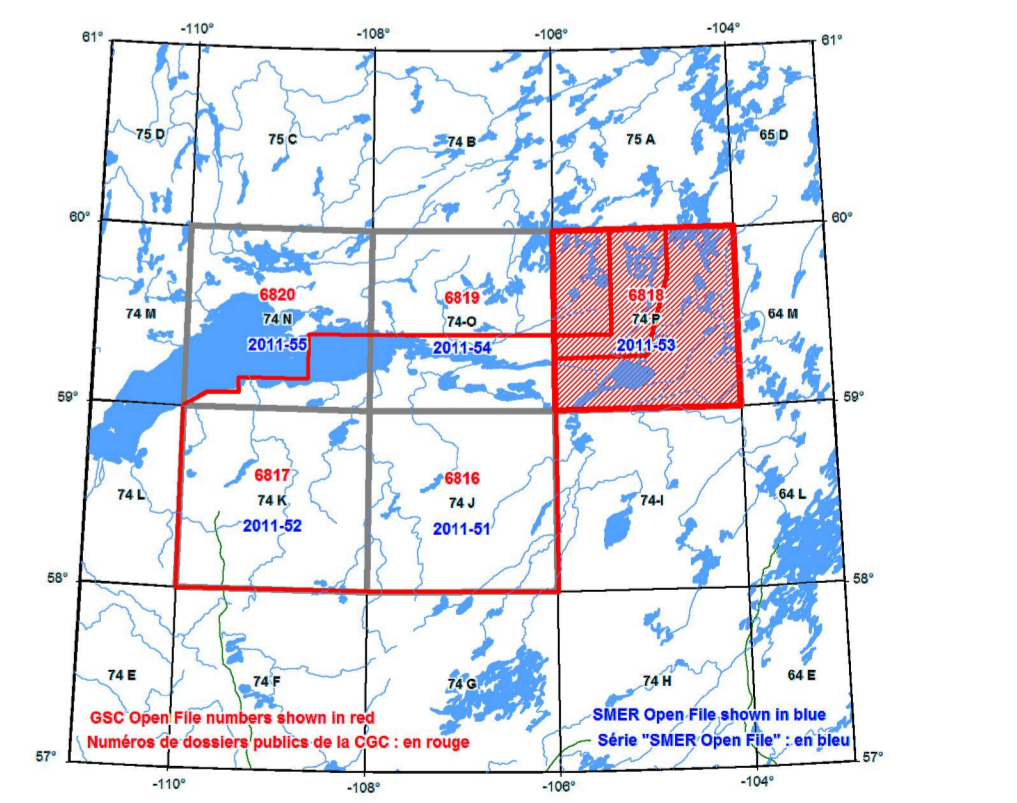 -110°
-108°
-106°
-104°
61°
61°
75 D
75 C
74 B
75 A
65 D
60°
60°
6820
6819
6818
74 M
74 N
74-O
74 P
64 M
2011-55
2011-54
2011-53
59°
59°
6817
6816
74 L
74 K
74 J
74-I
64 L
2011-52
2011-51
58°
58°
74 E
74 F
74 G
74 H
64 E
GSC Open File numbers shown in red
SMER Open File shown in blue
Numéros de dossiers publics de la CGC : en rouge
Série "SMER Open File" : en bleu
57°
57°
-110°
-108°
-106°
-104°